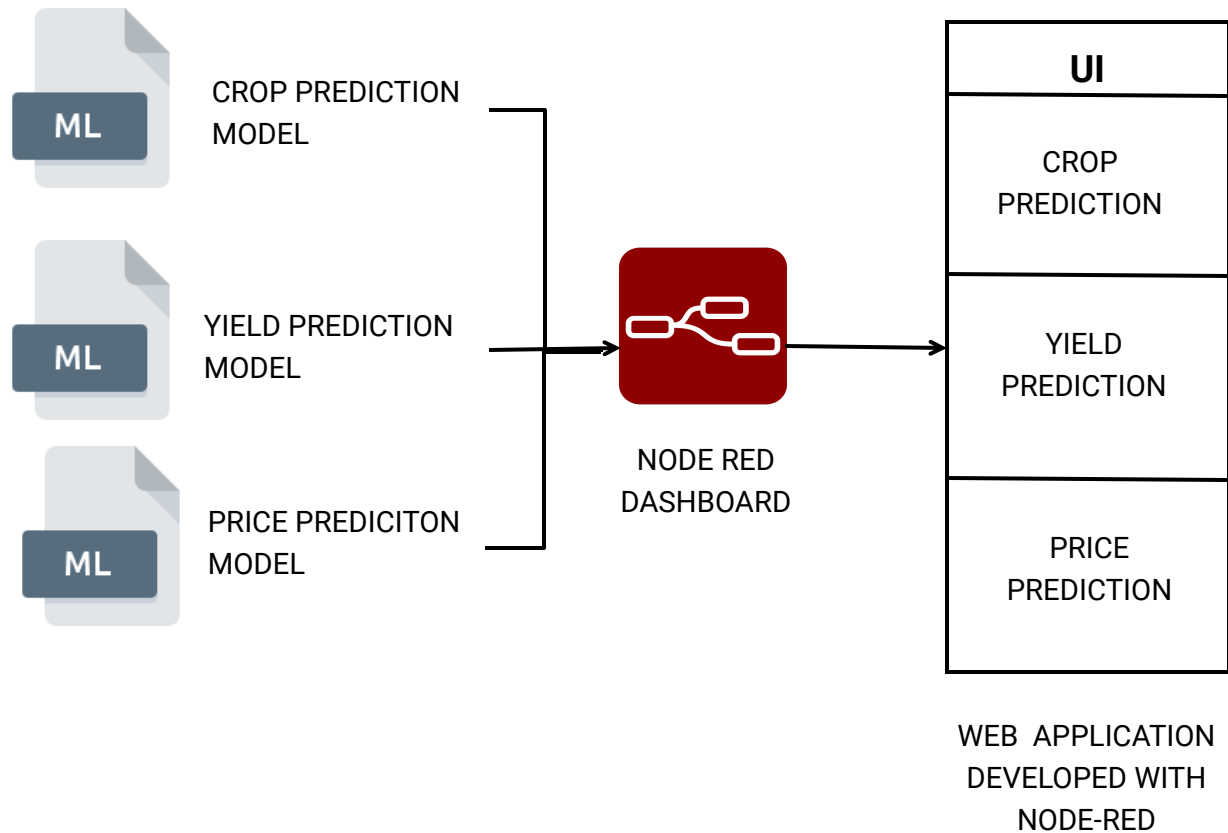 ML
CROP PREDICTION
MODEL
ML
YIELD PREDICTION
MODEL
ML
PRICE PREDICITON
MODEL
NODE RED
DASHBOARD
UI
CROP
PREDICTION
YIELD
PREDICTION
PRICE
PREDICTION
WEB APPLICATION
DEVELOPED WITH
NODE-RED